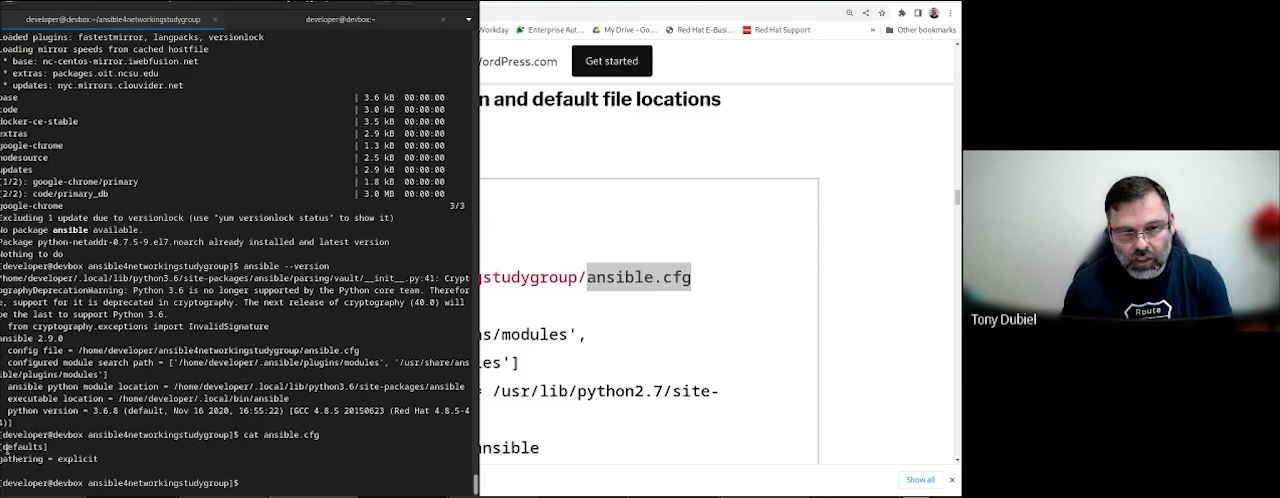 developer@devbox:~/ansible4networkingstudygroup
developer@devbox:~
Loaded plugins: fastestmirror, langpacks, versionlock
Loading mirror speeds from cached hostfile
* base: nc-centos-mirror.iwebfusion.net
* extras: packages.oit.ncsu.edu
* updates: nyc.mirrors.clouvider.net
base | 3.6 kB 00:00:00
code | 3.0 kB 00:00:00
docker-ce-stable | 3.5 kB 00:00:00
extras | 2.9 kB 00:00:00
google-chrome | 1.3 kB 00:00:00
nodesource | 2.5 kB 00:00:00
updates | 2.9 kB 00:00:00
(1/2): google-chrome/primary | 1.8 kB 00:00:00
(2/2): code/primary_db | 3.0 MB 00:00:00
google-chrome 3/3
Excluding 1 update due to versionlock (use "yum versionlock status" to show it)
No package ansible available.
Package python-netaddr-0.7.5-9.el7.noarch already installed and latest version
Nothing to do
[developer@devbox ansible4networkingstudygroup]$ ansible --version
/home/developer/.local/lib/python3.6/site-packages/ansible/parsing/vault/__init__.py:41: Crypt
ographyDeprecationWarning: Python 3.6 is no longer supported by the Python core team. Therefor
e, support for it is deprecated in cryptography. The next release of cryptography (40.0) will
be the last to support Python 3.6.
from cryptography.exceptions import InvalidSignature
ansible 2.9.0
config file = /home/developer/ansible4networkingstudygroup/ansible.cfg
configured module search path = ['/home/developer/.ansible/plugins/modules', '/usr/share/ans
ible/plugins/modules']
ansible python module location = /home/developer/.local/lib/python3.6/site-packages/ansible
executable location = /home/developer/.local/bin/ansible
python version = 3.6.8 (default, Nov 16 2020, 16:55:22) [GCC 4.8.5 20150623 (Red Hat 4.8.5-4
4)]
[developer@devbox ansible4networkingstudygroup]$ cat ansible.cfg
[defaults]
gathering = explicit
[developer@devbox ansible4networkingstudygroup]$
Workday
Enterprise Aut...
My Drive - Go...
Red Hat E-Busi...
Red Hat Support
»
Other bookmarks
WordPress.com
Get started
n and default file locations
gstudygroup/ansible.cfg
ns/modules',
les']
= /usr/lib/python2.7/site-
ansible
Show all
Route
Tony Dubiel